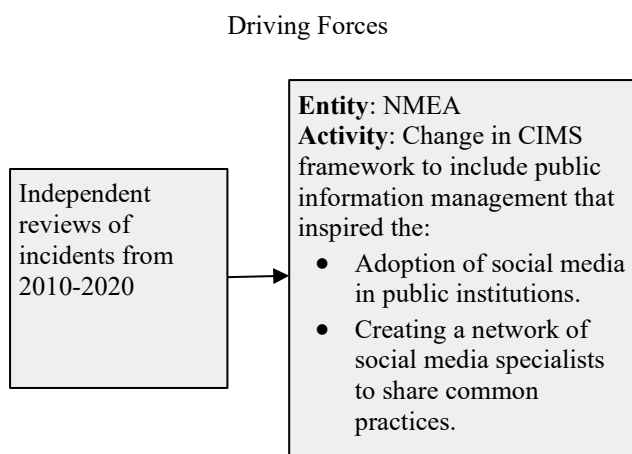 Driving Forces
Independent
reviews of
incidents from
2010-2020
Entity: NMEA
Activity: Change in CIMS
framework to include public
information management that
inspired the:
● Adoption of social media
in public institutions.
● Creating a network of
social media specialists
to share common
practices.